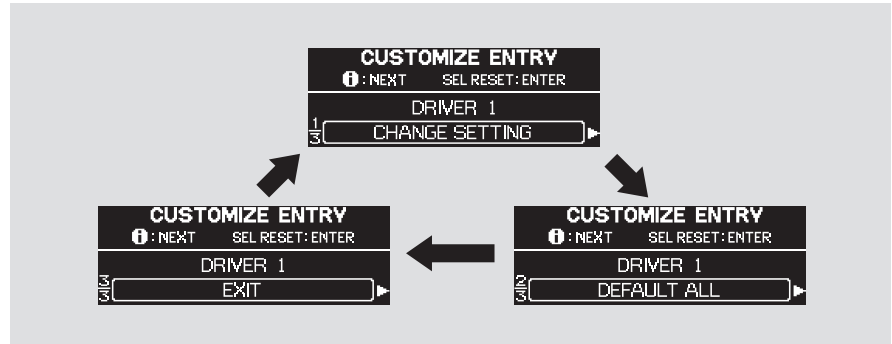 CUSTOMIZE ENTRY
i : NEXT SEL RESET: ENTER
DRIVER 1
1/3 CHANGE SETTING
CUSTOMIZE ENTRY
i : NEXT SEL RESET: ENTER
DRIVER 1
3/3 EXIT
CUSTOMIZE ENTRY
i : NEXT SEL RESET: ENTER
DRIVER 1
2/3 DEFAULT ALL